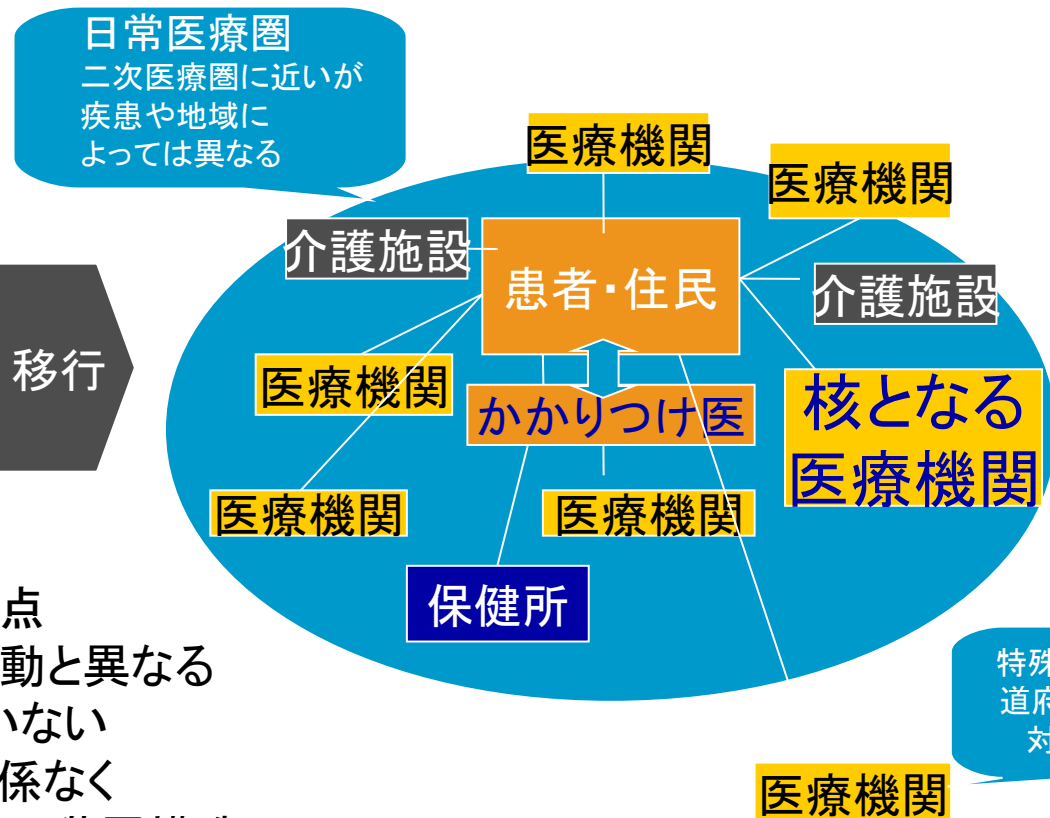 日常医療圏
二次医療圏に近いが
疾患や地域に
よっては異なる
医療機関
医療機関
介護施設
患者・住民
介護施設
移行
医療機関
かかりつけ医
核となる
医療機関
医療機関
医療機関
保健所
点
動と異なる
いない
係なく
特殊
道府
対
医療機関